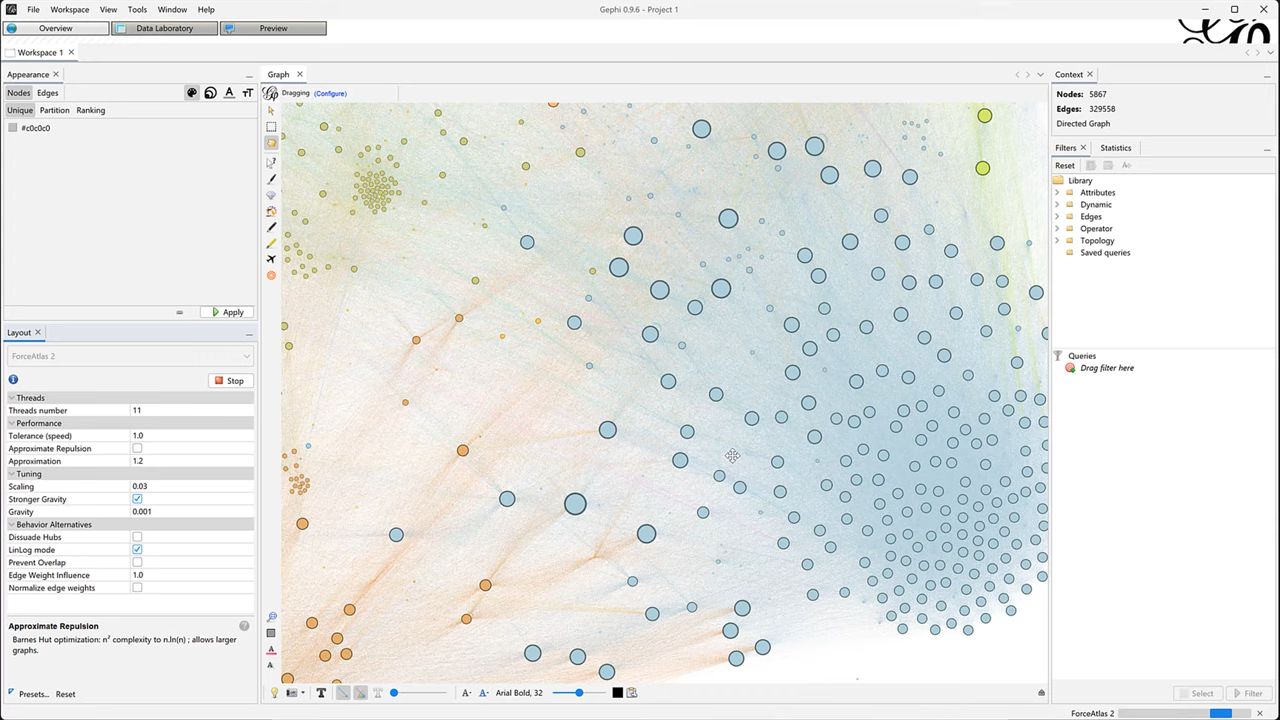 File Workspace View Tools Window Help
Gephi 0.9.6 - Project 1
Overview
Data Laboratory
Preview
Workspace 1
Appearance
Nodes Edges
Unique Partition Ranking
#c0c0c0
Apply
Layout
ForceAtlas 2
Stop
Threads
Threads number 11
Performance
Tolerance (speed) 1.0
Approximate Repulsion
Approximation 1.2
Tuning
Scaling 0.03
Stronger Gravity
Gravity 0.001
Behavior Alternatives
Dissuade Hubs
LinLog mode
Prevent Overlap
Edge Weight Influence 1.0
Normalize edge weights
Approximate Repulsion
Barnes Hut optimization: n² complexity to n.ln(n) ; allows larger
graphs.
Presets... Reset
Graph
Dragging (Configure)
Arial Bold, 32
Context
Nodes: 5867
Edges: 329558
Directed Graph
Filters Statistics
Reset
Library
Attributes
Dynamic
Edges
Operator
Topology
Saved queries
Queries
Drag filter here
Select Filter
ForceAtlas 2